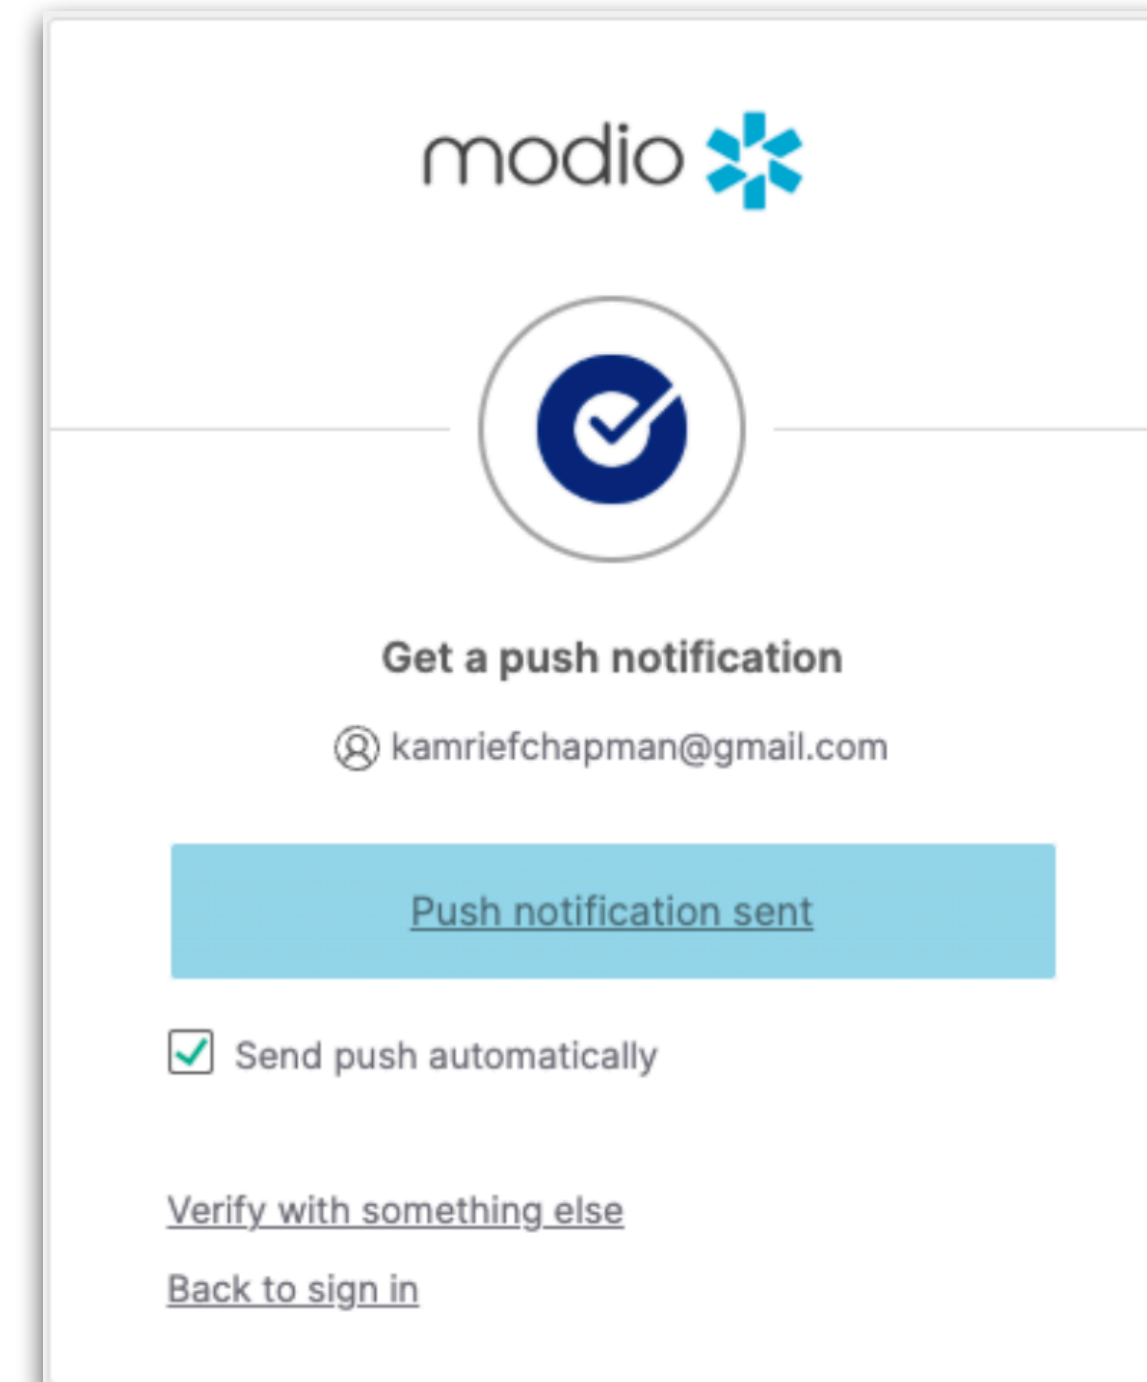 modio
Get a push notification
kamriefchapman@gmail.com
Push notification sent
Send push automatically
Verify with something else
Back to sign in